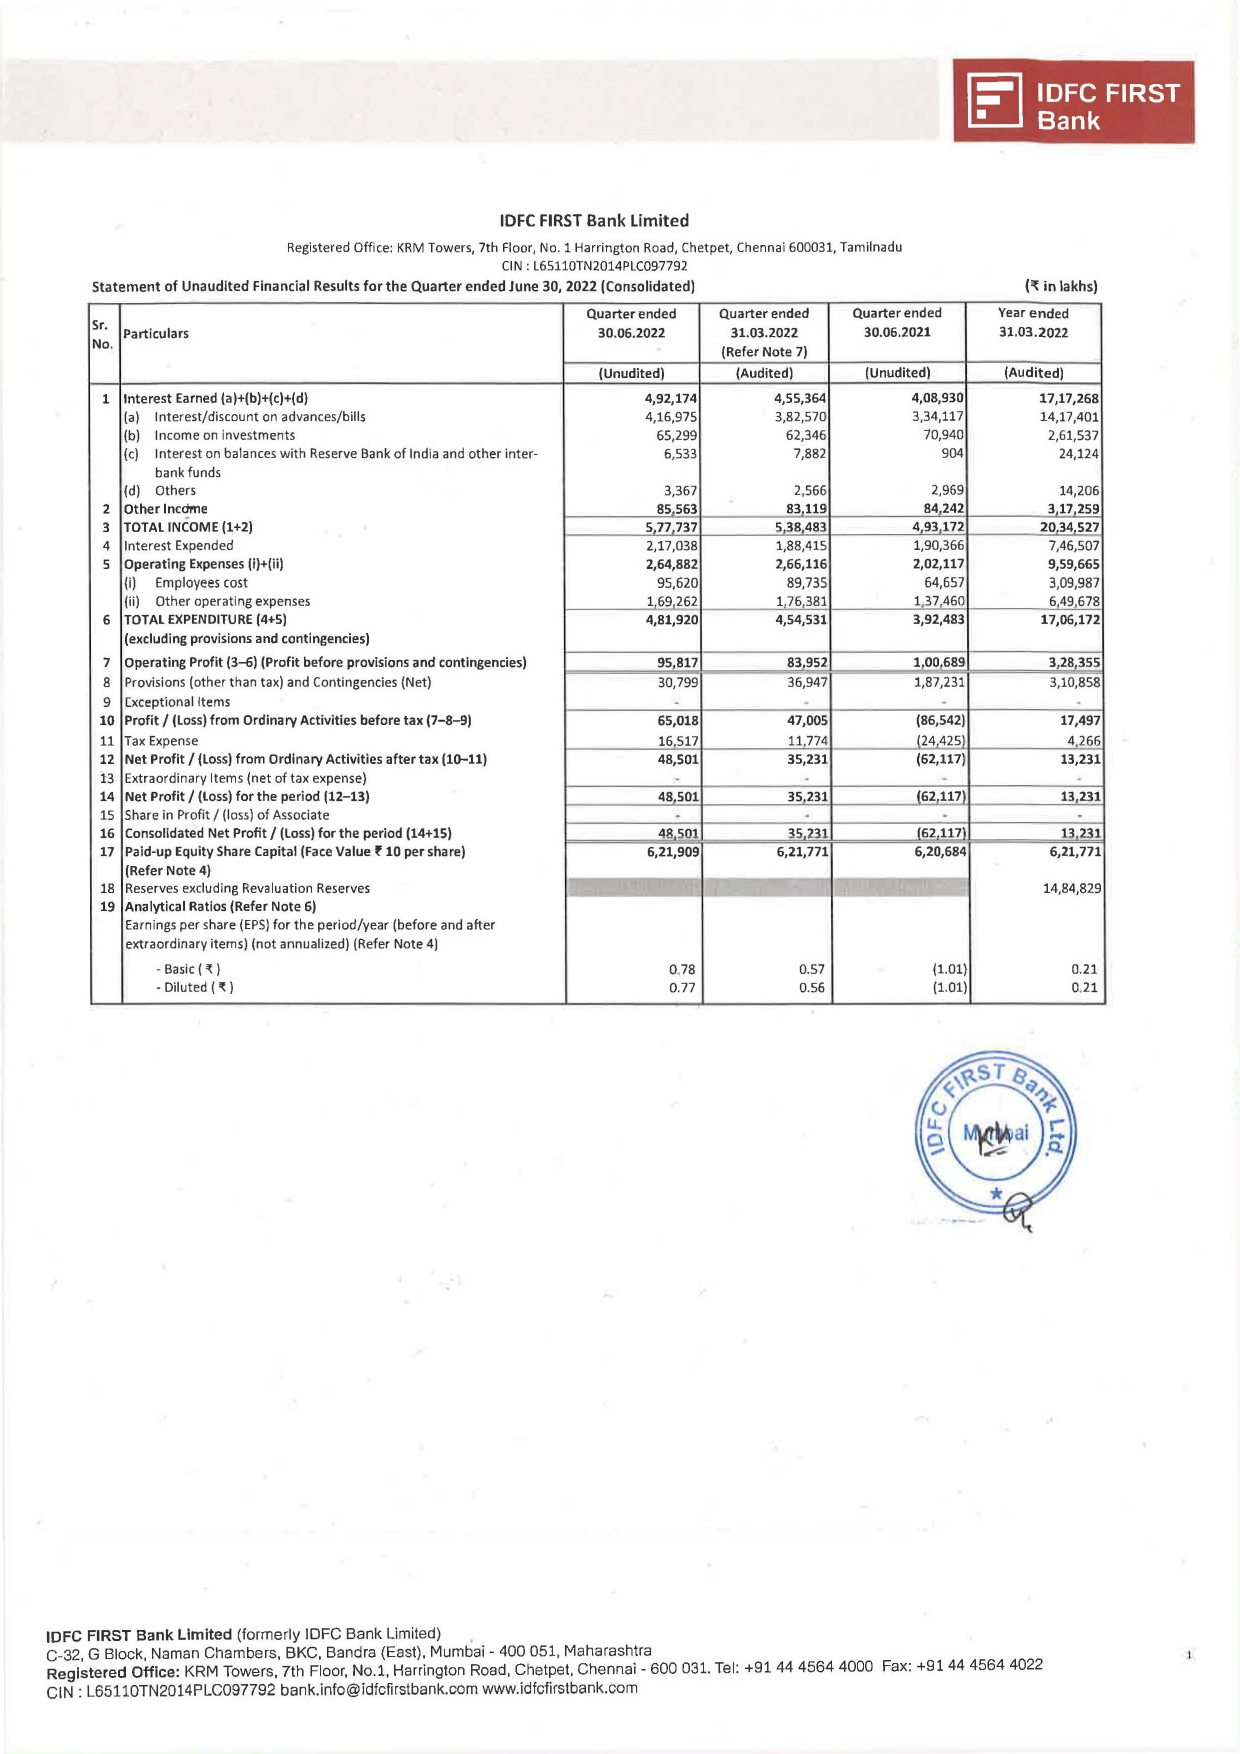 IDFC FIRST
Bank
IDFC FIRST Bank Limited
Registered Office: KRM Towers, 7th Floor, No. 1 Harrington Road, Chetpet, Chennai 600031, Tamilnadu
CIN : L65110TN2014PLC097792
Statement of Unaudited Financial Results for the Quarter ended June 30, 2022 (Consolidated) (₹ in lakhs)
Sr. No. Particulars Quarter ended 30.06.2022 Quarter ended 31.03.2022 (Refer Note 7) Quarter ended 30.06.2021 Year ended 31.03.2022
(Unudited) (Audited) (Unudited) (Audited)
1 Interest Earned (a)+(b)+(c)+(d) 4,92,174 4,55,364 4,08,930 17,17,268
(a) Interest/discount on advances/bills 4,16,975 3,82,570 3,34,117 14,17,401
(b) Income on investments 65,299 62,346 70,940 2,61,537
(c) Interest on balances with Reserve Bank of India and other inter- 6,533 7,882 904 24,124
bank funds
(d) Others 3,367 2,566 2,969 14,206
2 Other Income 85,563 83,119 84,242 3,17,259
3 TOTAL INCOME (1+2) 5,77,737 5,38,483 4,93,172 20,34,527
4 Interest Expended 2,17,038 1,88,415 1,90,366 7,46,507
5 Operating Expenses (i)+(ii) 2,64,882 2,66,116 2,02,117 9,59,665
(i) Employees cost 95,620 89,735 64,657 3,09,987
(ii) Other operating expenses 1,69,262 1,76,381 1,37,460 6,49,678
6 TOTAL EXPENDITURE (4+5) 4,81,920 4,54,531 3,92,483 17,06,172
(excluding provisions and contingencies)
7 Operating Profit (3–6) (Profit before provisions and contingencies) 95,817 83,952 1,00,689 3,28,355
8 Provisions (other than tax) and Contingencies (Net) 30,799 36,947 1,87,231 3,10,858
9 Exceptional Items - - - -
10 Profit / (Loss) from Ordinary Activities before tax (7–8–9) 65,018 47,005 (86,542) 17,497
11 Tax Expense 16,517 11,774 (24,425) 4,266
12 Net Profit / (Loss) from Ordinary Activities after tax (10–11) 48,501 35,231 (62,117) 13,231
13 Extraordinary Items (net of tax expense) - - - -
14 Net Profit / (Loss) for the period (12–13) 48,501 35,231 (62,117) 13,231
15 Share in Profit / (loss) of Associate - - - -
16 Consolidated Net Profit / (Loss) for the period (14+15) 48,501 35,231 (62,117) 13,231
17 Paid-up Equity Share Capital (Face Value ₹ 10 per share) 6,21,909 6,21,771 6,20,684 6,21,771
(Refer Note 4)
18 Reserves excluding Revaluation Reserves 14,84,829
19 Analytical Ratios (Refer Note 6)
Earnings per share (EPS) for the period/year (before and after
extraordinary items) (not annualized) (Refer Note 4)
- Basic ( ₹ ) 0.78 0.57 (1.01) 0.21
- Diluted ( ₹ ) 0.77 0.56 (1.01) 0.21
IDFC FIRST Bank Ltd.
Mumbai
IDFC FIRST Bank Limited (formerly IDFC Bank Limited)
C-32, G Block, Naman Chambers, BKC, Bandra (East), Mumbai - 400 051, Maharashtra
Registered Office: KRM Towers, 7th Floor, No.1, Harrington Road, Chetpet, Chennai - 600 031. Tel: +91 44 4564 4000 Fax: +91 44 4564 4022
CIN : L65110TN2014PLC097792 bank.info@idfcfirstbank.com www.idfcfirstbank.com
1